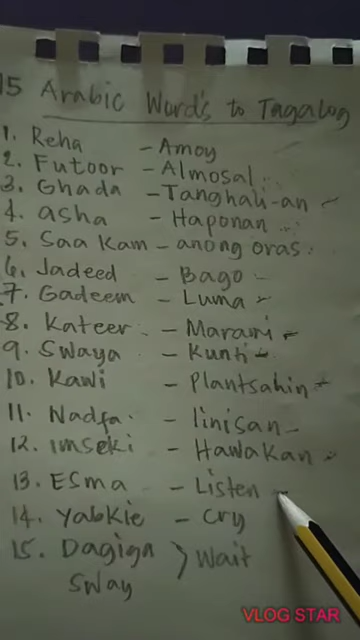 15 Arabic Word's to Tagalog
1. Reha - Amoy
2. Futoor - Almosal
3. Ghada - Tanghali-an
4. asha - Haponan
5. Saa kam - anong oras
6. Jadeed - Bago
7. Gadeem - Luma
8. Kateer - Marami
9. Swaya - Kunti
10. Kawi - Plantsahin
11. Nadfa - linisan
12. imseki - Hawakan
13. Esma - Listen
14. Yabkie - Cry
15. Dagign } Wait
Sway
VLOG STAR